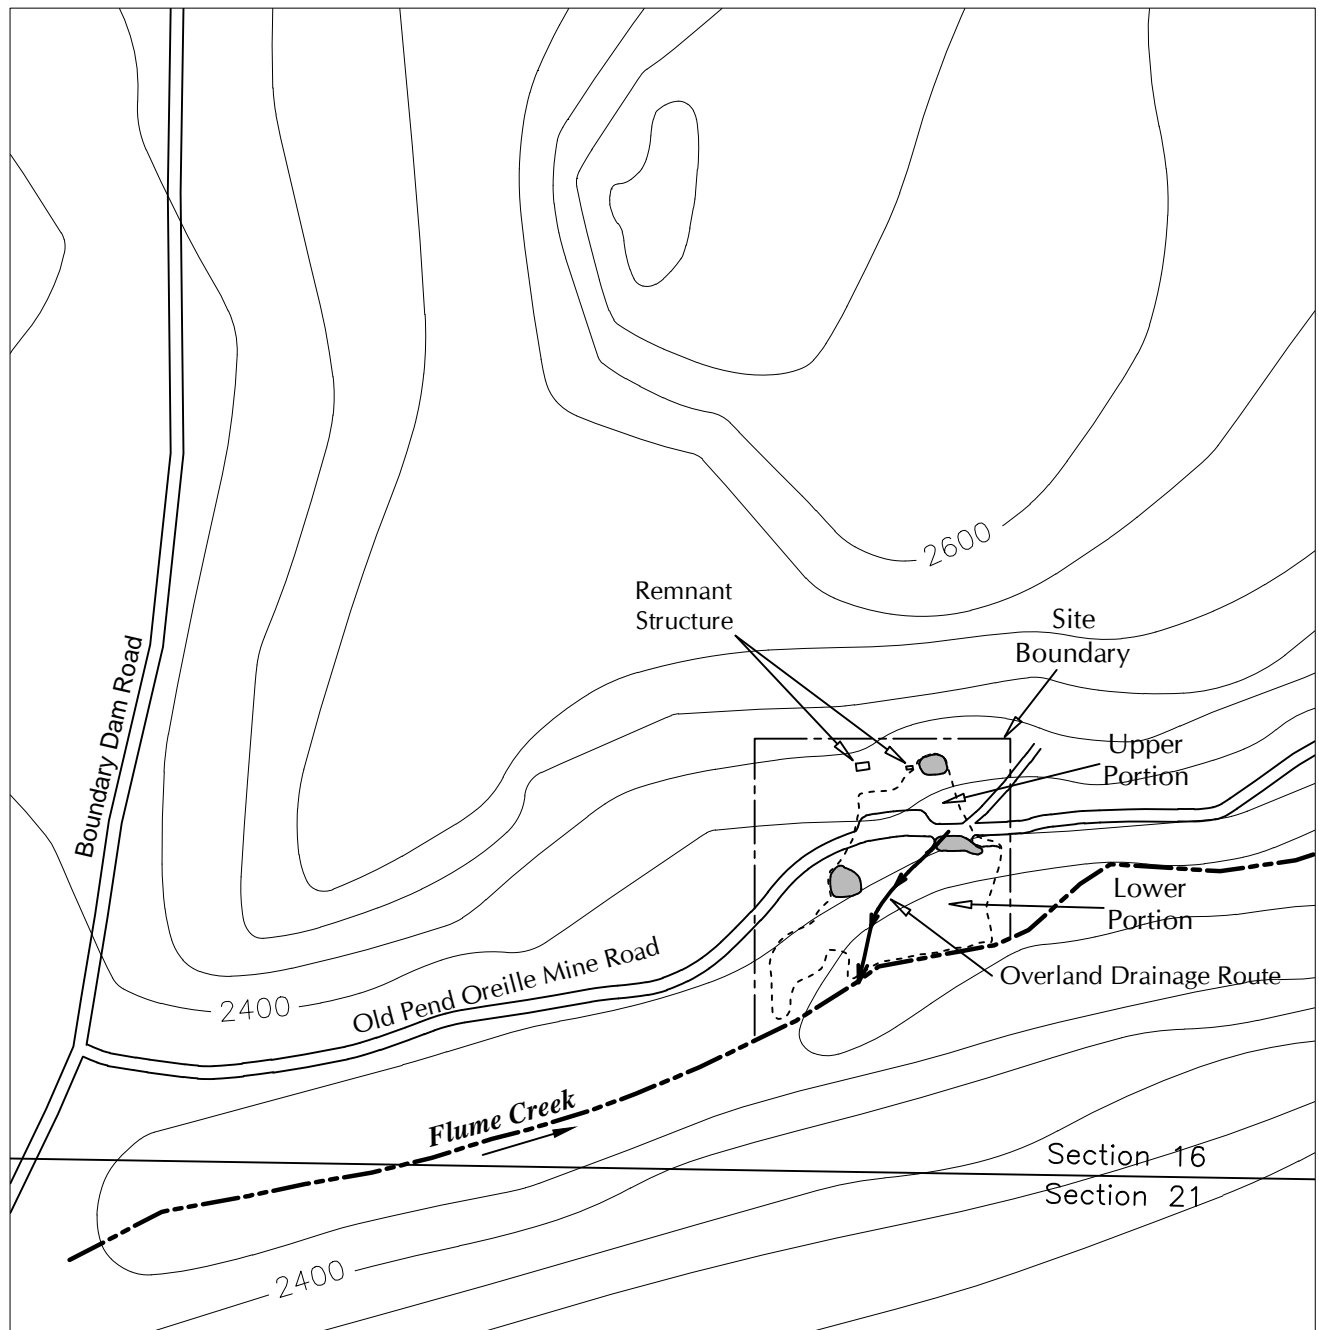 2600
Remnant
Structure
Site
Boundary
Boundary Dam Road
Upper
Portion
Lower
Portion
Old Pend Oreille Mine Road
Overland Drainage Route
2400
Flume Creek
Section 16
Section 21
2400